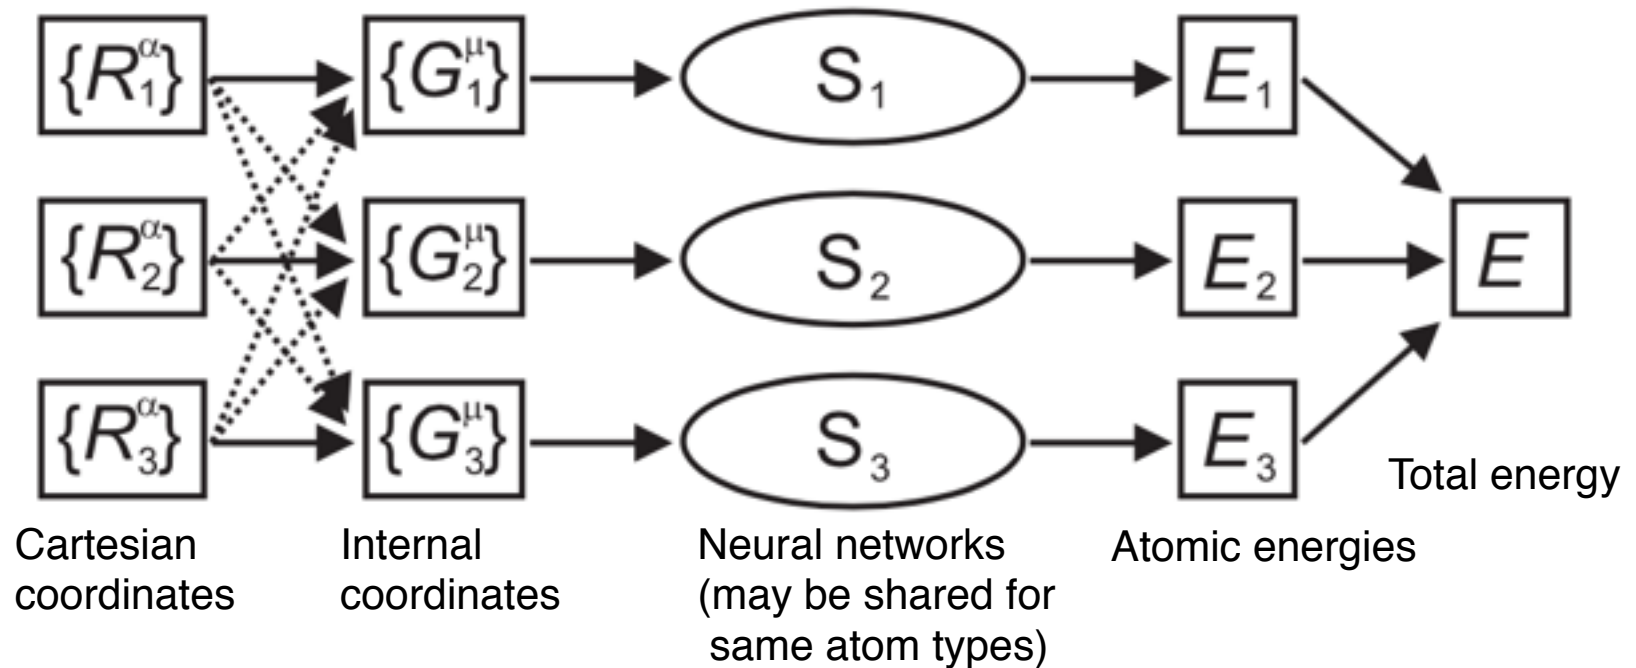 {R₁^α} {G₁^μ} S₁ E₁
{R₂^α} {G₂^μ} S₂ E₂ E
{R₃^α} {G₃^μ} S₃ E₃
Total energy
Cartesian
coordinates
Internal
coordinates
Neural networks
(may be shared for
same atom types)
Atomic energies